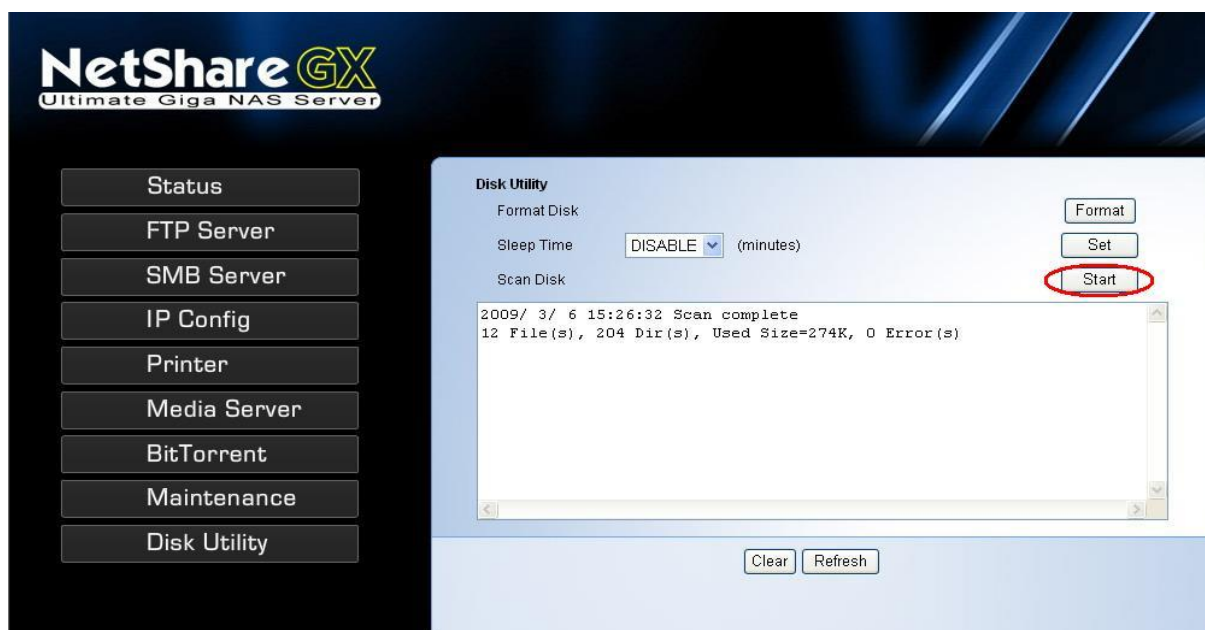 NetShare GX
Ultimate Giga NAS Server
Status
FTP Server
SMB Server
IP Config
Printer
Media Server
BitTorrent
Maintenance
Disk Utility
Disk Utility
Format Disk Format
Sleep Time DISABLE (minutes) Set
Scan Disk Start
2009/ 3/ 6 15:26:32 Scan complete
12 File(s), 204 Dir(s), Used Size=274K, 0 Error(s)
Clear Refresh